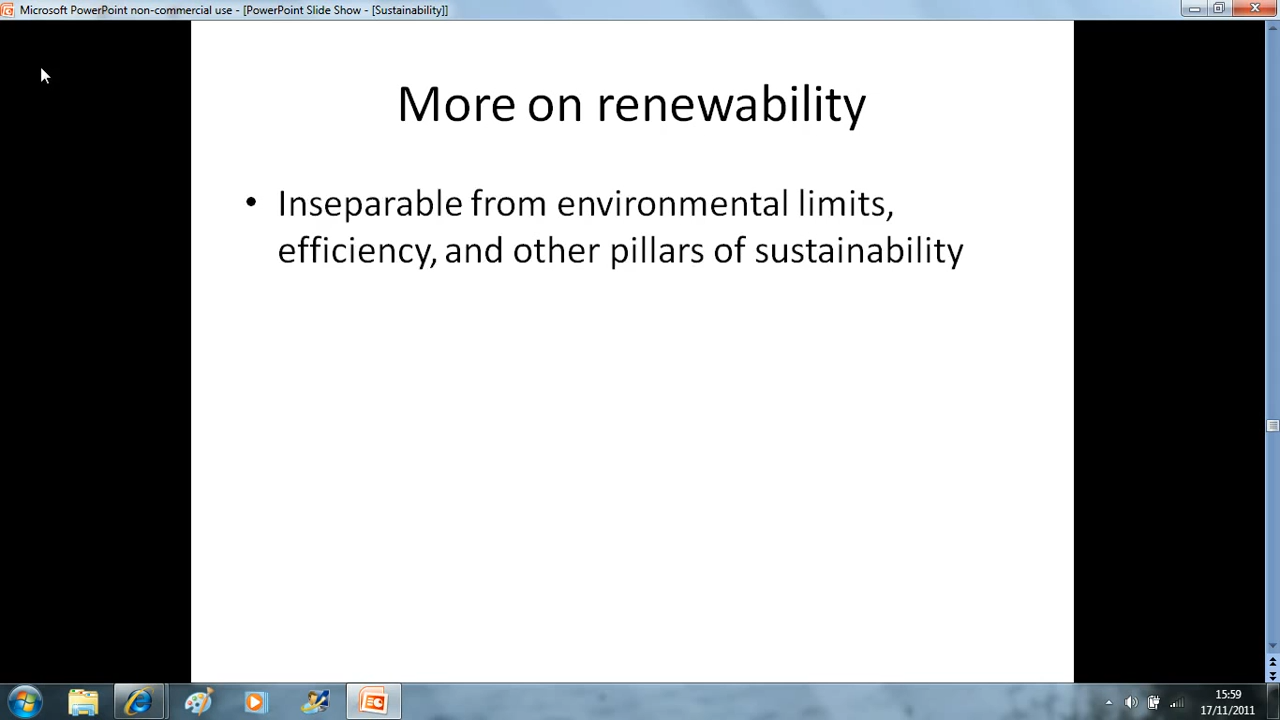 Microsoft PowerPoint non-commercial use - [PowerPoint Slide Show - [Sustainability]]
More on renewability
• Inseparable from environmental limits,
efficiency, and other pillars of sustainability
15:59
17/11/2011